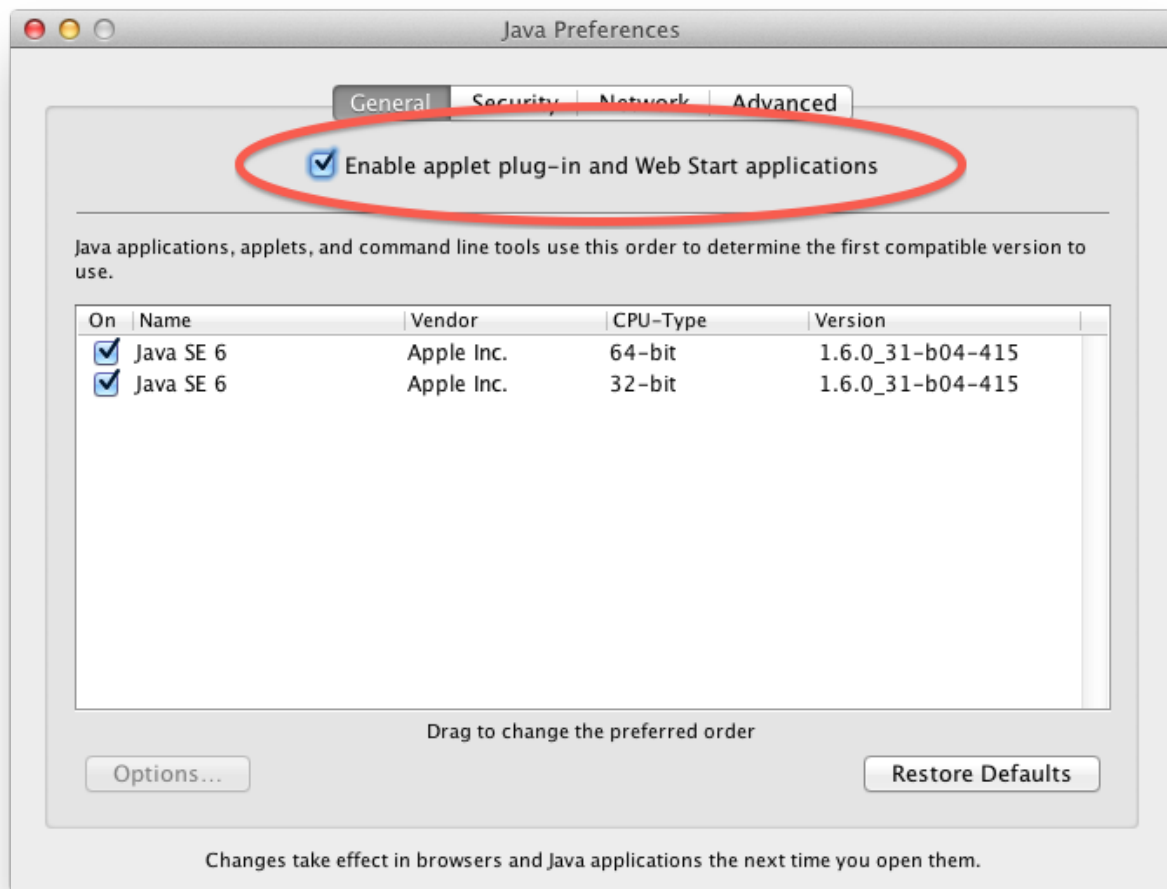 Java Preferences
General Security Network Advanced
Enable applet plug-in and Web Start applications
Java applications, applets, and command line tools use this order to determine the first compatible version to
use.
On Name Vendor CPU-Type Version
Java SE 6 Apple Inc. 64-bit 1.6.0_31-b04-415
Java SE 6 Apple Inc. 32-bit 1.6.0_31-b04-415
Drag to change the preferred order
Options... Restore Defaults
Changes take effect in browsers and Java applications the next time you open them.